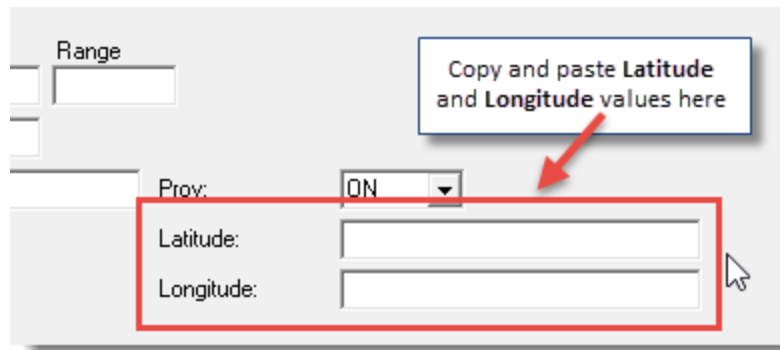 Range
Copy and paste Latitude
and Longitude values here
Prov: ON
Latitude:
Longitude: